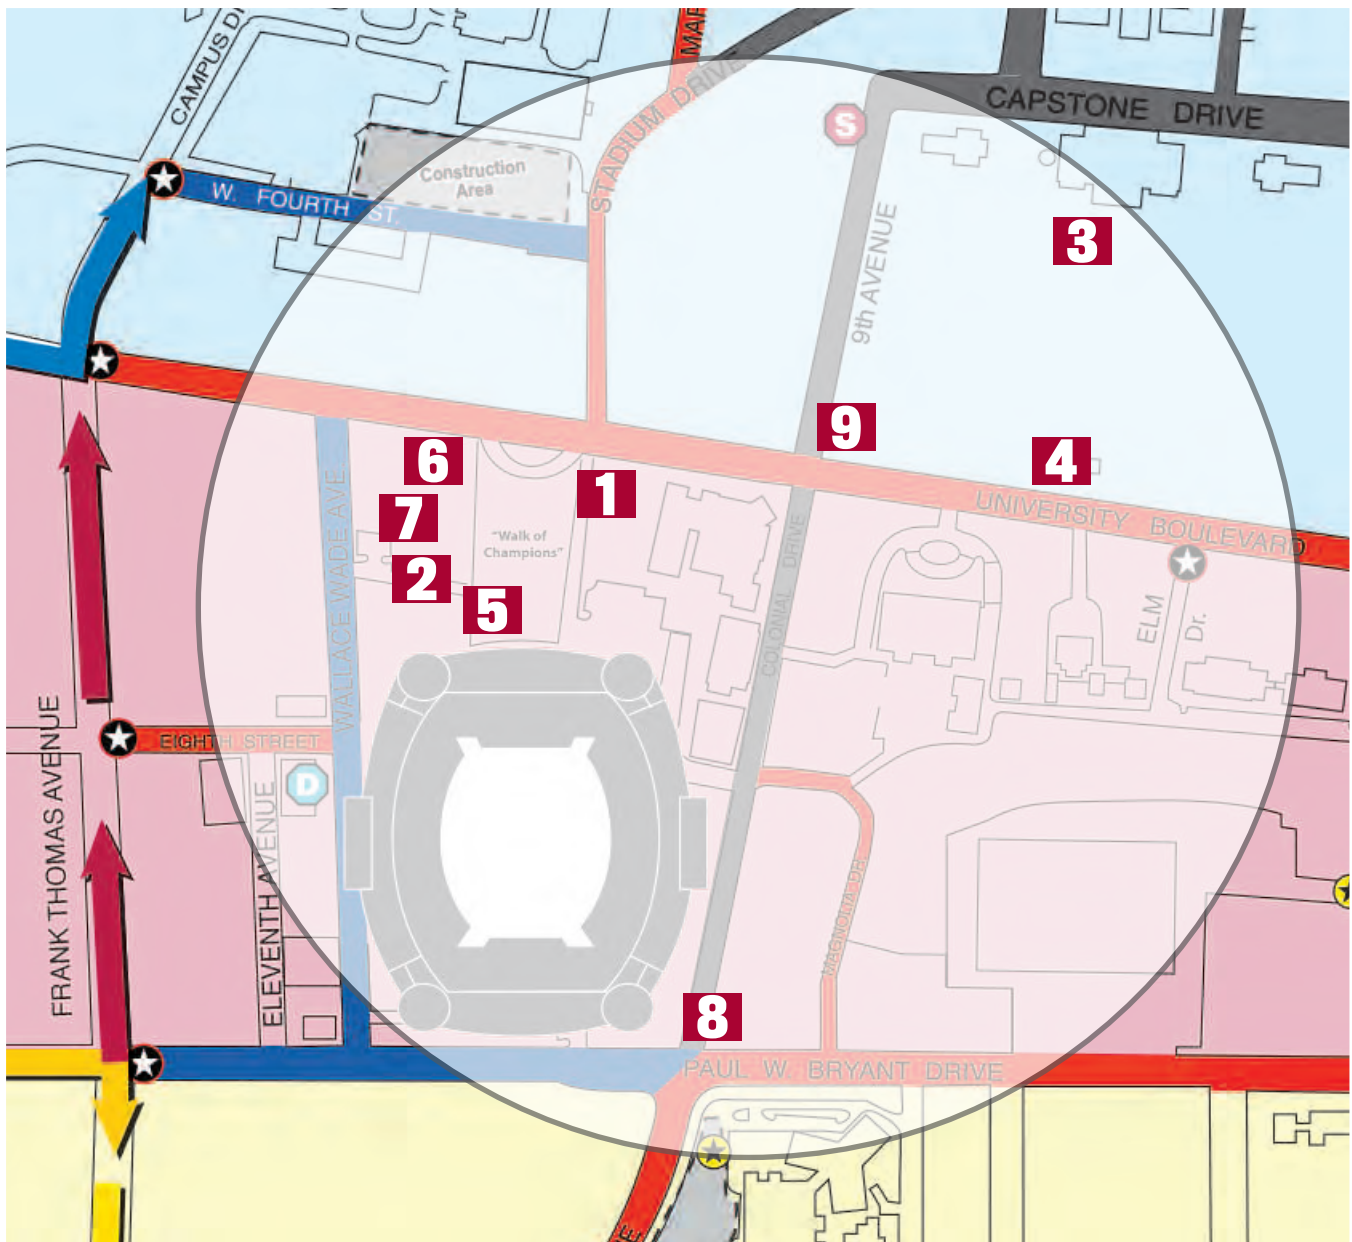 CAMPUS DR
MAR
STADIUM DRIVE
CAPSTONE DRIVE
S
Construction
Area
W. FOURTH ST.
3
9th AVENUE
9
6
4
1
7
"Walk of
Champions"
UNIVERSITY BOULEVARD
2
5
WALLACE WADE AVE
COLONIAL DRIVE
ELM
Dr.
EIGHTH STREET
D
FRANK THOMAS AVENUE
ELEVENTH AVENUE
MAGNOLIA DR.
8
PAUL W. BRYANT DRIVE